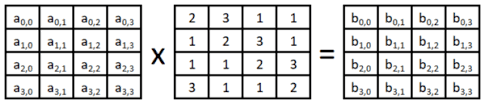 a0,0 a0,1 a0,2 a0,3 2 3 1 1 b0,0 b0,1 b0,2 b0,3
a1,0 a1,1 a1,2 a1,3 1 2 3 1 b1,0 b1,1 b1,2 b1,3
x =
a2,0 a2,1 a2,2 a2,3 1 1 2 3 b2,0 b2,1 b2,2 b2,3
a3,0 a3,1 a3,2 a3,3 3 1 1 2 b3,0 b3,1 b3,2 b3,3